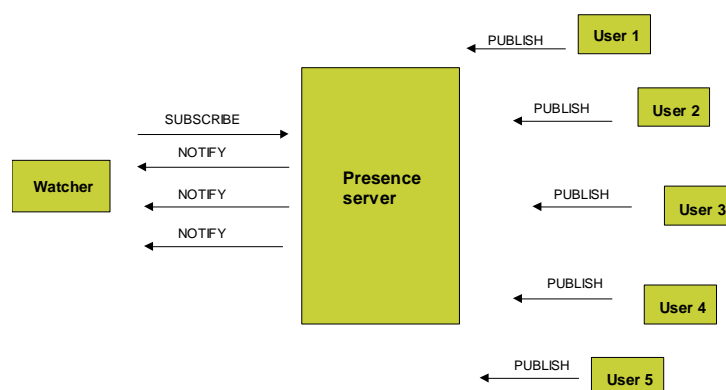 PUBLISH
User 1
SUBSCRIBE
PUBLISH
User 2
NOTIFY
Watcher
Presence
server
NOTIFY
PUBLISH
User 3
NOTIFY
PUBLISH
User 4
PUBLISH
User 5